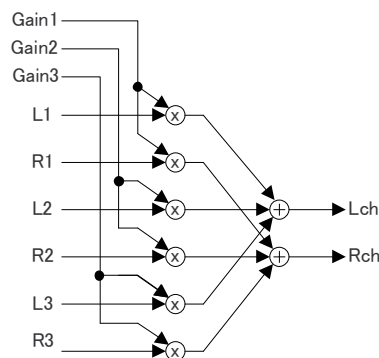 Gain1
Gain2
Gain3
L1
x
R1
x
L2
x
+
Lch
R2
x
+
Rch
L3
x
R3
x